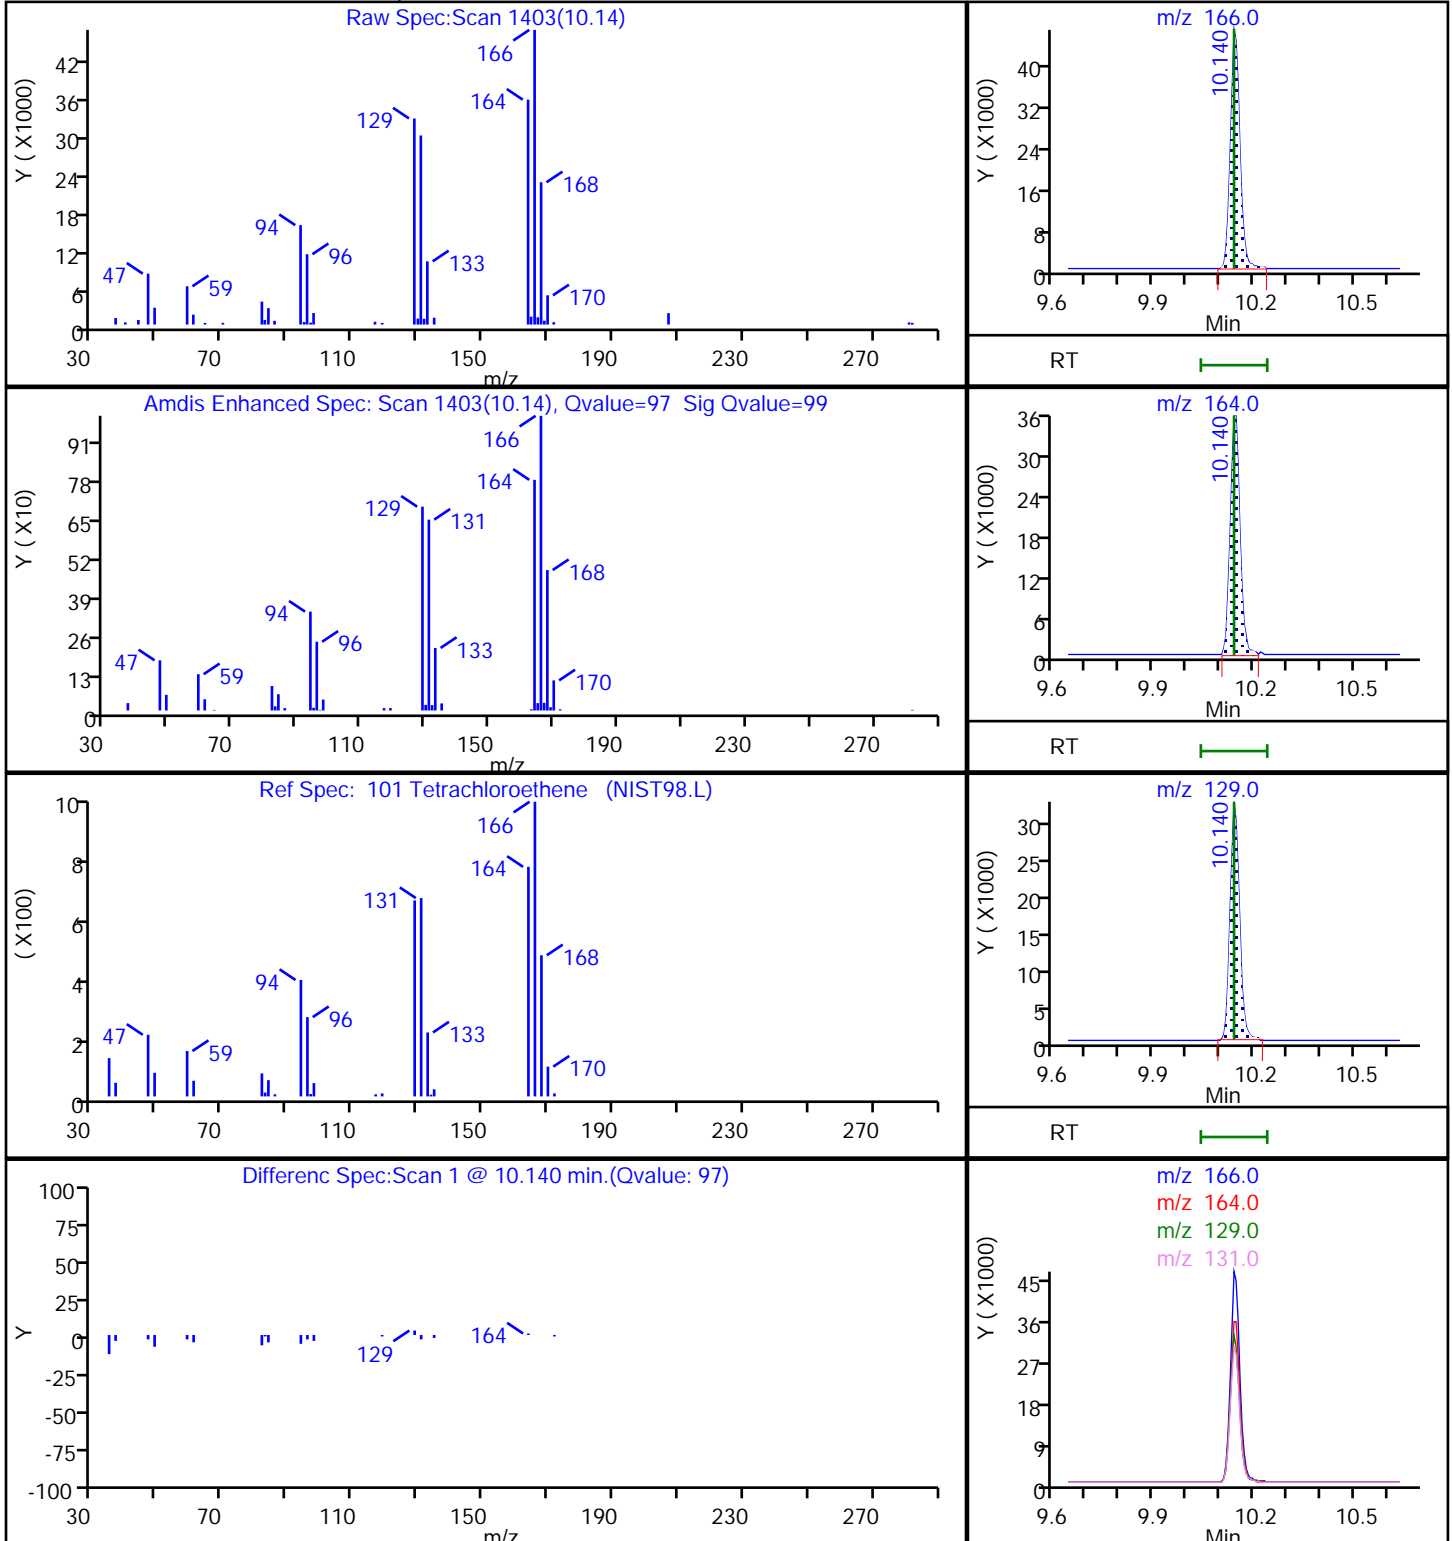 Raw Spec:Scan 1403(10.14)
Y ( X1000)
42
36
30
24
18
12
6
0
166
164
129
168
94
96
133
47
59
170
30 70 110 150 190 230 270
m/z
m/z 166.0
Y ( X1000)
40
32
24
16
8
0
10.140
9.6 9.9 10.2 10.5
Min
RT
Amdis Enhanced Spec: Scan 1403(10.14), Qvalue=97 Sig Qvalue=99
Y ( X10)
91
78
65
52
39
26
13
0
166
164
129
131
168
94
96
133
47
59
170
30 70 110 150 190 230 270
m/z
m/z 164.0
Y ( X1000)
36
30
24
18
12
6
0
10.140
9.6 9.9 10.2 10.5
Min
RT
Ref Spec: 101 Tetrachloroethene (NIST98.L)
( X100)
10
8
6
4
2
0
166
164
131
168
94
96
133
47
59
170
30 70 110 150 190 230 270
m/z 129.0
Y ( X1000)
30
25
20
15
10
5
0
10.140
9.6 9.9 10.2 10.5
Min
RT
Differenc Spec:Scan 1 @ 10.140 min.(Qvalue: 97)
Y
100
75
50
25
0
-25
-50
-75
-100
129
164
30 70 110 150 190 230 270
m/z
m/z 166.0
m/z 164.0
m/z 129.0
m/z 131.0
Y ( X1000)
45
36
27
18
9
0
9.6 9.9 10.2 10.5
Min